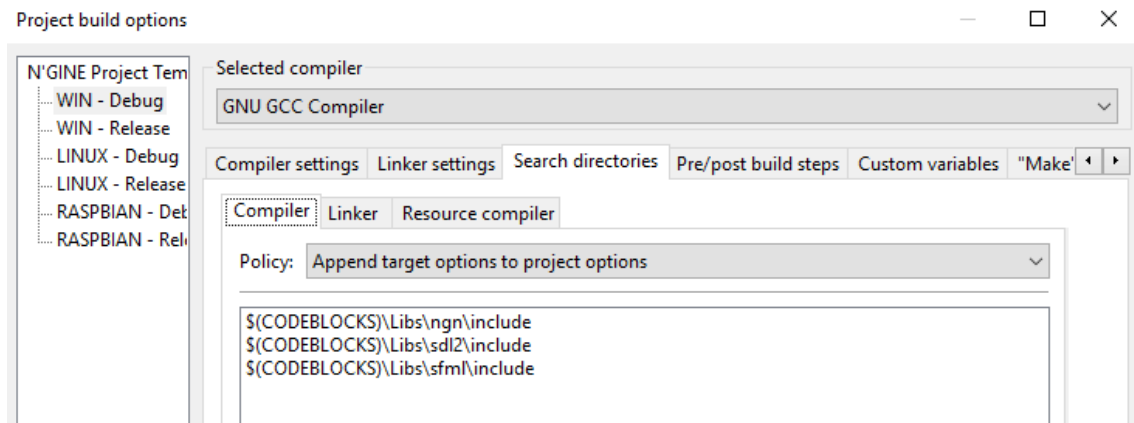 Project build options
N'GINE Project Tem
WIN - Debug
WIN - Release
LINUX - Debug
LINUX - Release
RASPBIAN - Deb
RASPBIAN - Rel
Selected compiler
GNU GCC Compiler
Compiler settings Linker settings Search directories Pre/post build steps Custom variables "Make"
Compiler Linker Resource compiler
Policy: Append target options to project options
$(CODEBLOCKS)\Libs\ngn\include
$(CODEBLOCKS)\Libs\sdl2\include
$(CODEBLOCKS)\Libs\sfml\include